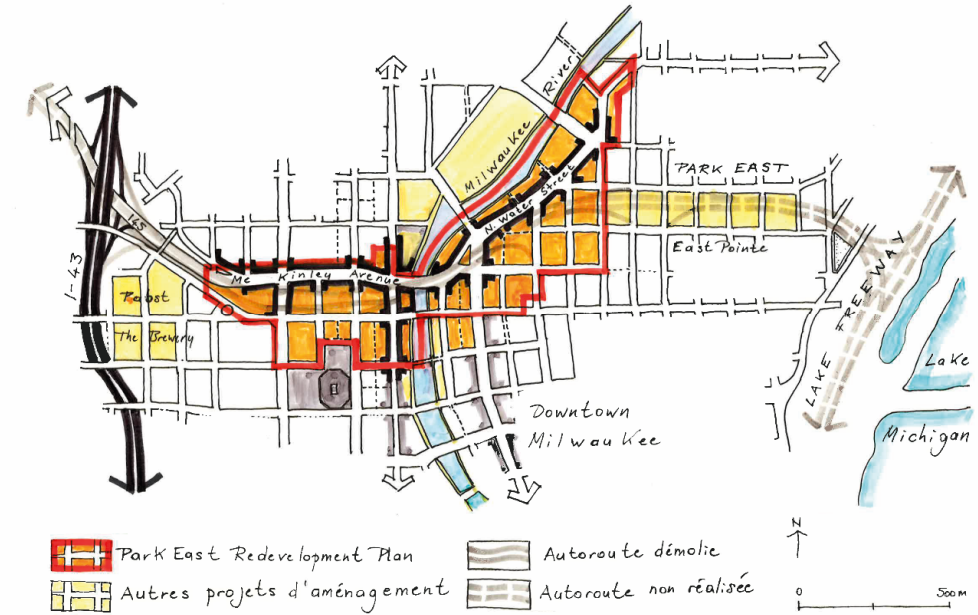 River
Milwaukee
PARK EAST
N. Water Street
145
East Pointe
Mc Kinley Avenue
I-43
Pabst
The Brewery
LAKE FREEWAY
Lake
Michigan
Downtown
Milwaukee
Park East Redevelopment Plan
Autres projets d'aménagement
Autoroute démolie
Autoroute non réalisée
N
0 500m